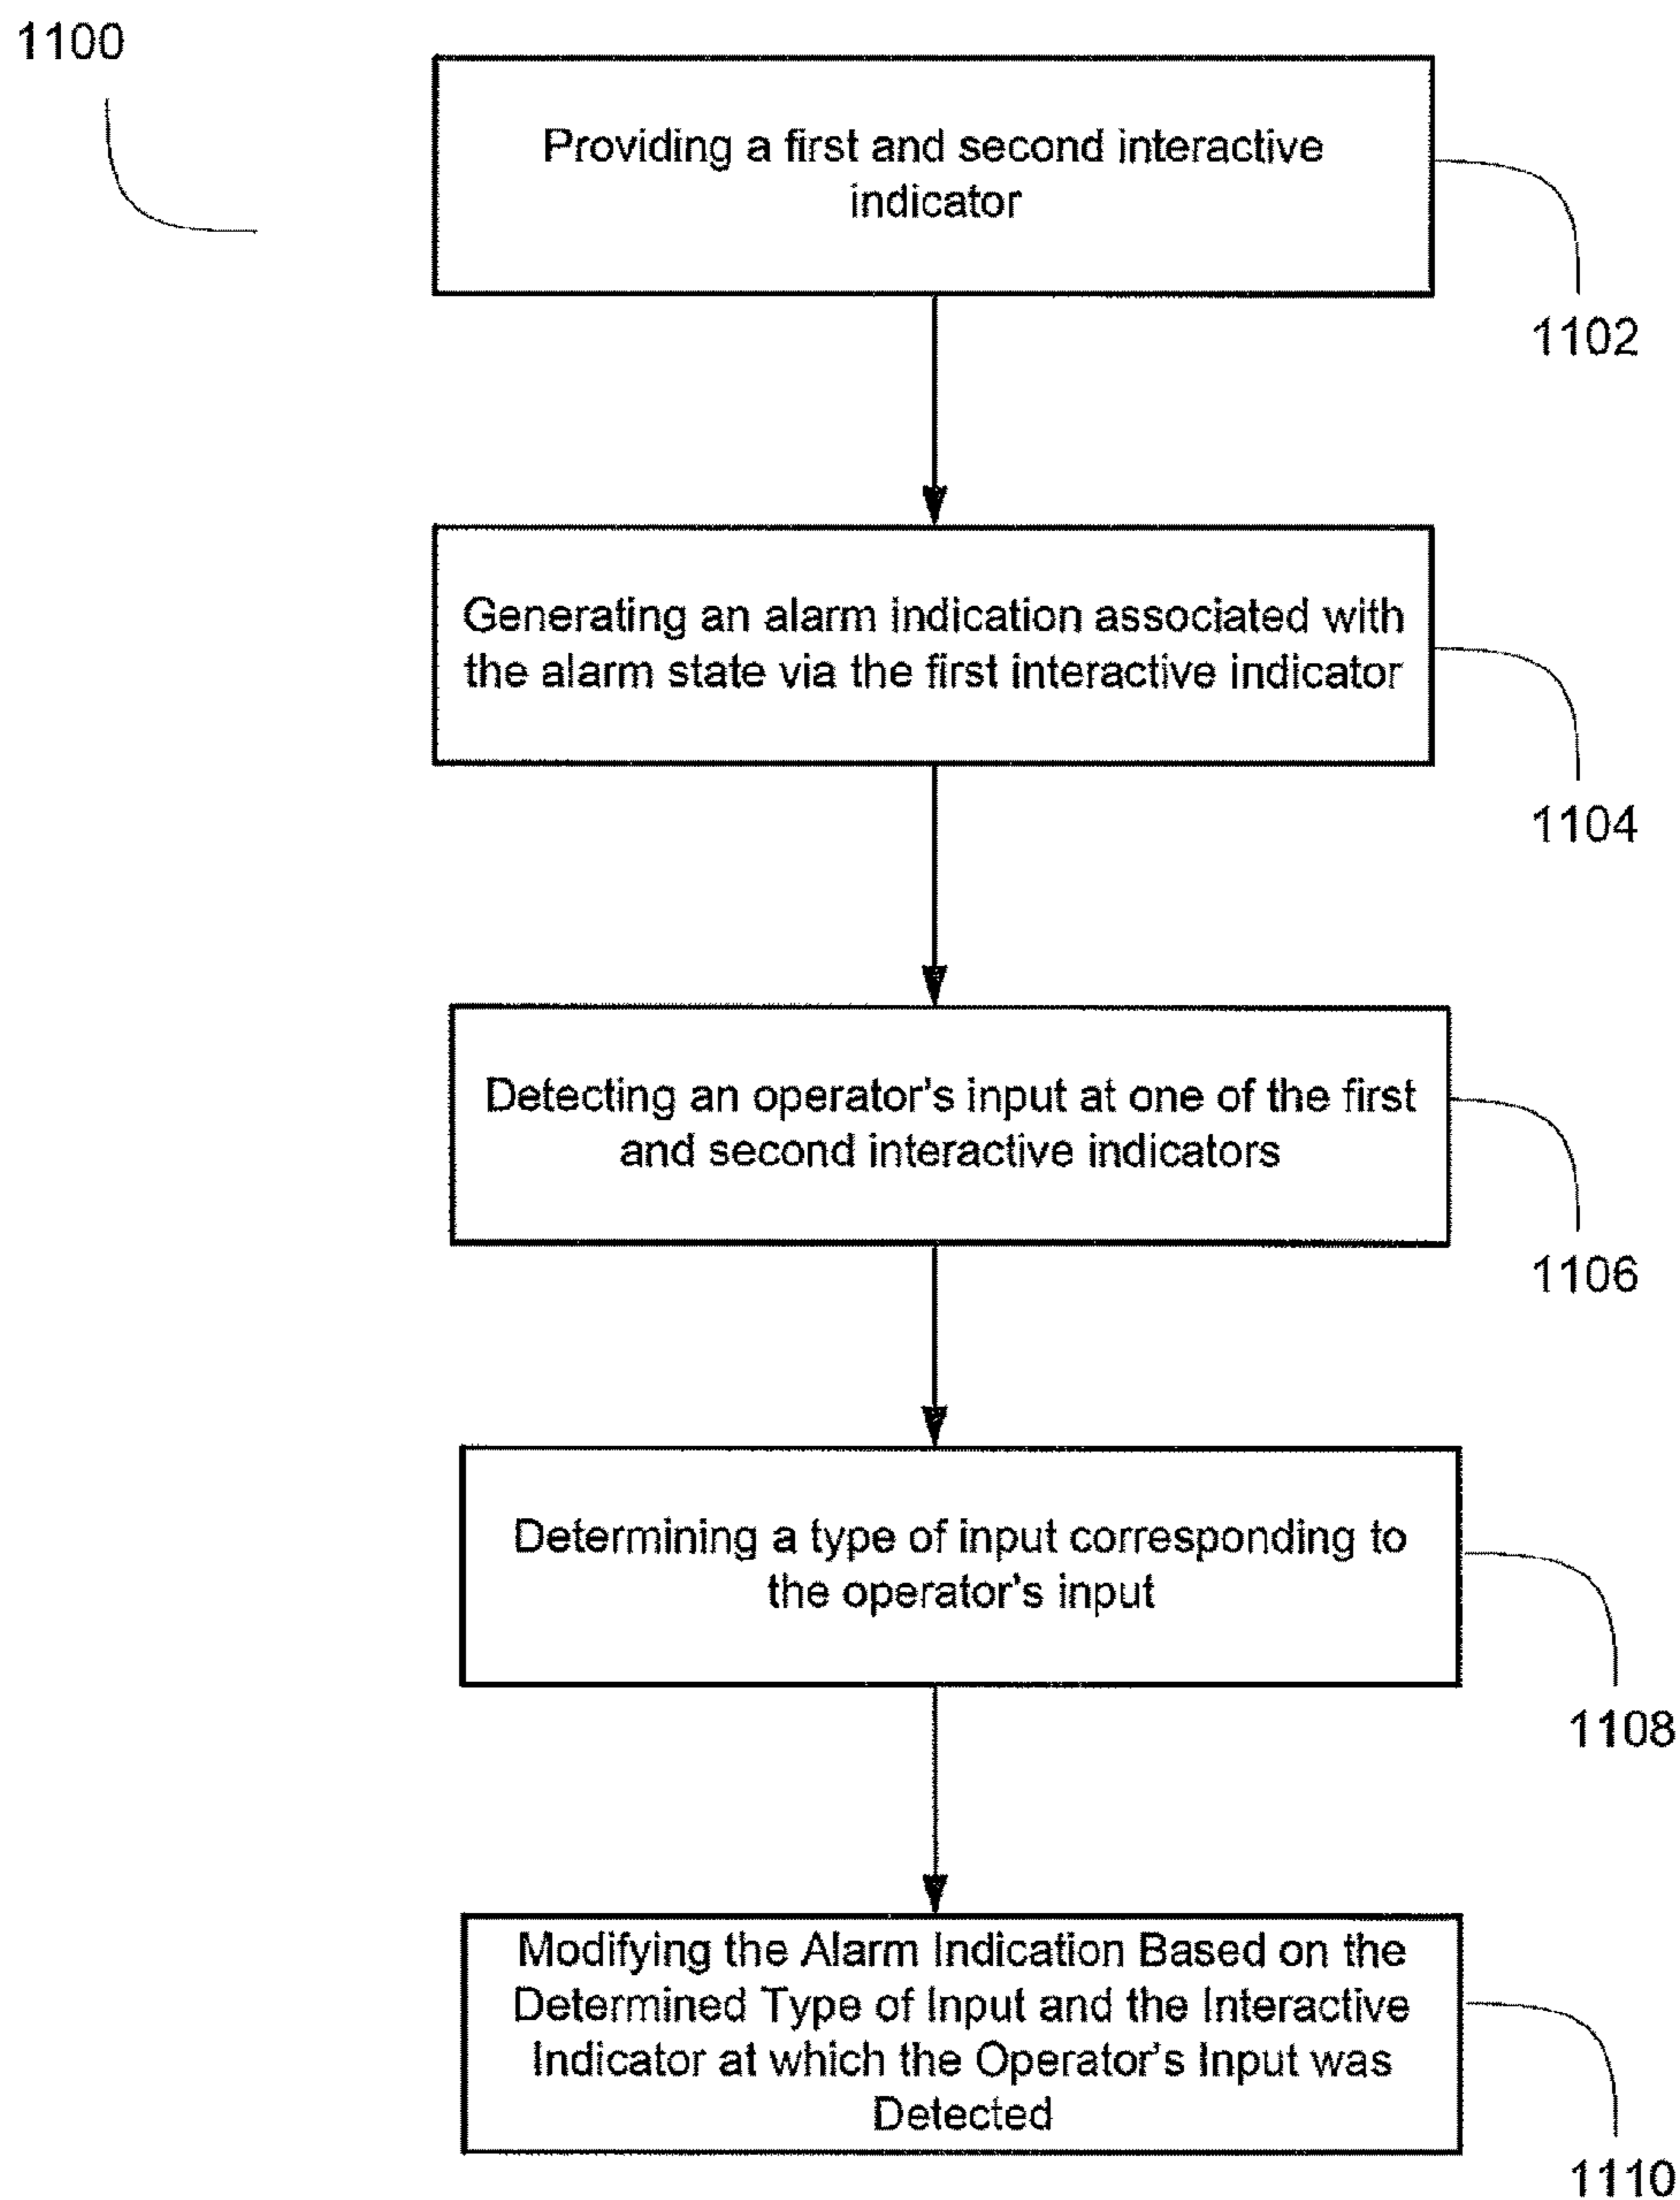 1100
Providing a first and second interactive
indicator
1102
Generating an alarm indication associated with
the alarm state via the first interactive indicator
1104
Detecting an operator's input at one of the first
and second interactive indicators
1106
Determining a type of input corresponding to
the operator's input
1108
Modifying the Alarm Indication Based on the
Determined Type of Input and the Interactive
Indicator at which the Operator's Input was
Detected
1110